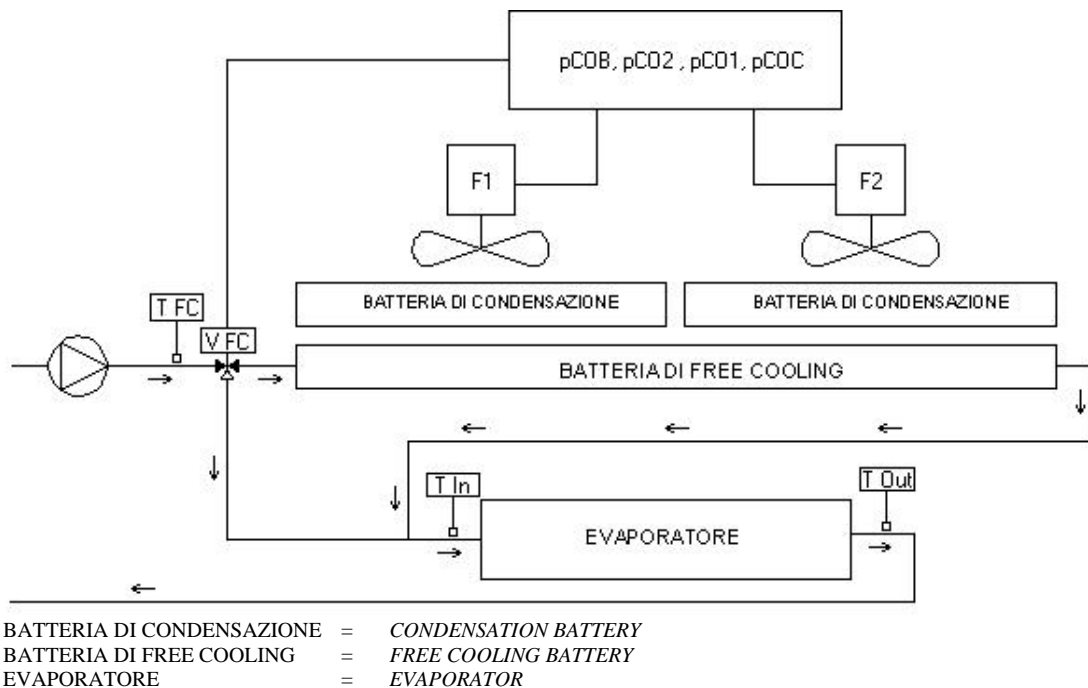 pCOB, pCO2 , pCO1, pCOC
F1
F2
BATTERIA DI CONDENSAZIONE
BATTERIA DI CONDENSAZIONE
T FC
V FC
BATTERIA DI FREE COOLING
T In
T Out
EVAPORATORE
BATTERIA DI CONDENSAZIONE = CONDENSATION BATTERY
BATTERIA DI FREE COOLING = FREE COOLING BATTERY
EVAPORATORE = EVAPORATOR